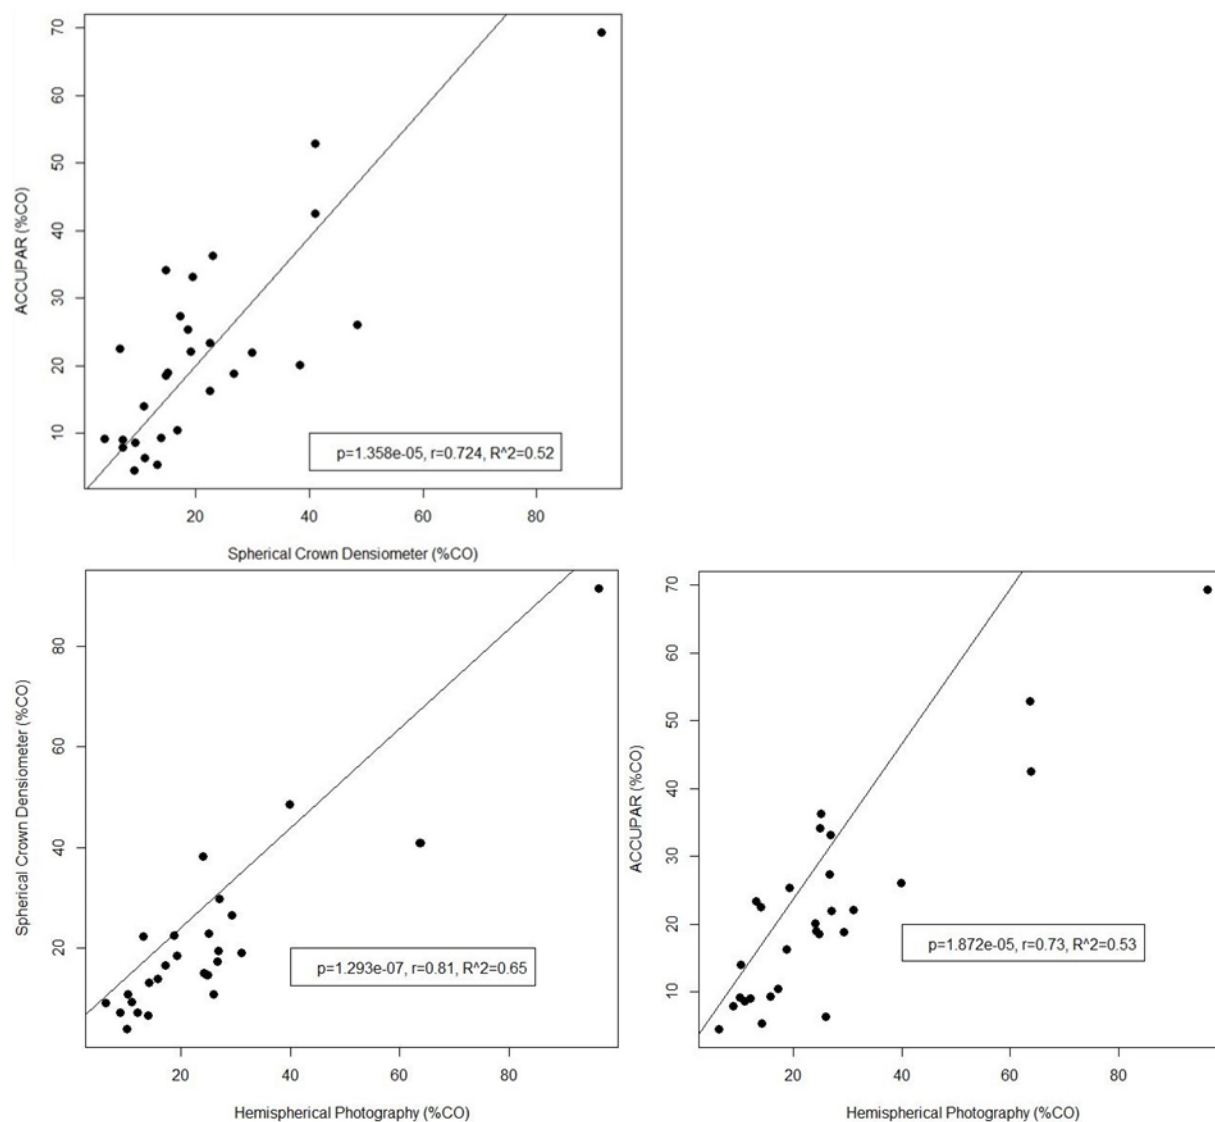 70
60
50
40
30
20
10
ACCUPAR (%CO)
p=1.358e-05, r=0.724, R^2=0.52
20 40 60 80
Spherical Crown Densiometer (%CO)
80
60
40
20
Spherical Crown Densiometer (%CO)
p=1.293e-07, r=0.81, R^2=0.65
20 40 60 80
Hemispherical Photography (%CO)
70
60
50
40
30
20
10
ACCUPAR (%CO)
p=1.872e-05, r=0.73, R^2=0.53
20 40 60 80
Hemispherical Photography (%CO)